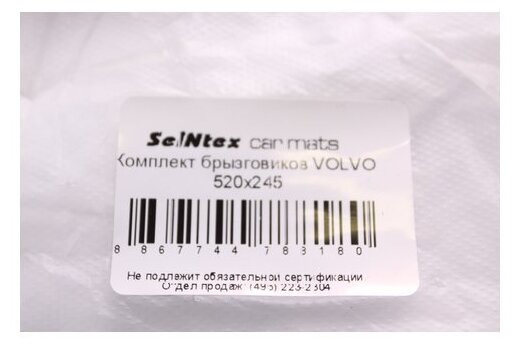 SeiNtex car mats
Комплект брызговиков VOLVO
520x245
8 867744 783180
Не подлежит обязательной сертификации
Отдел продаж: (495) 223-2304